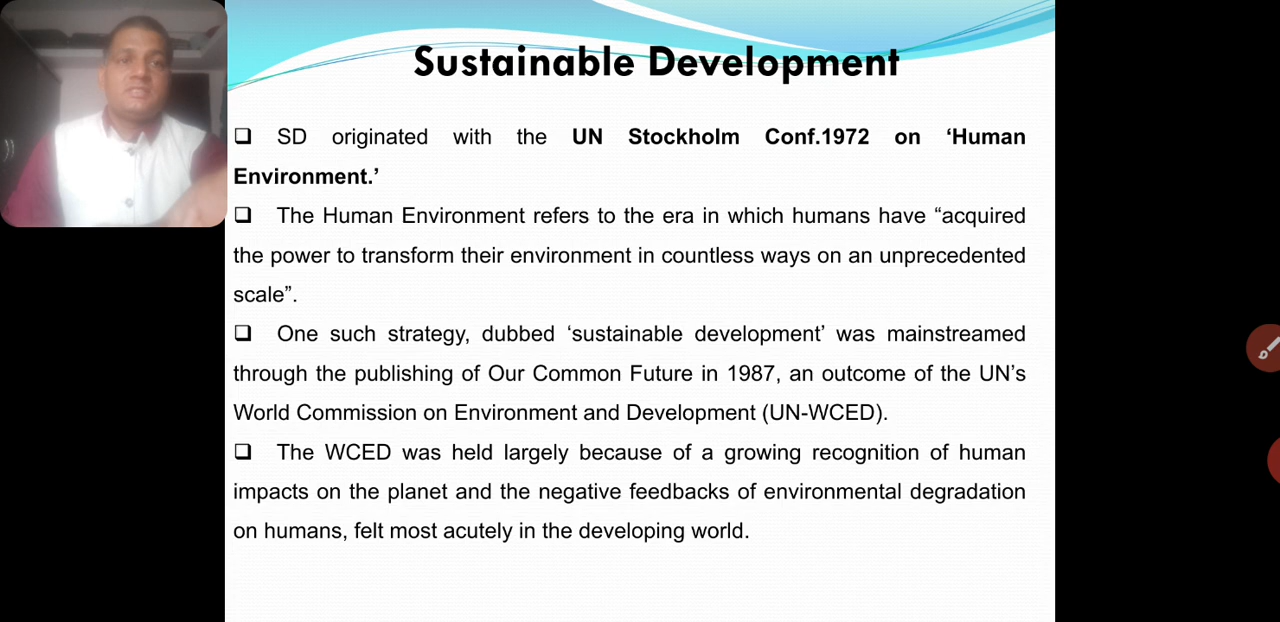 Sustainable Development
❑ SD originated with the UN Stockholm Conf.1972 on ‘Human
Environment.’
❑ The Human Environment refers to the era in which humans have “acquired
the power to transform their environment in countless ways on an unprecedented
scale”.
❑ One such strategy, dubbed ‘sustainable development’ was mainstreamed
through the publishing of Our Common Future in 1987, an outcome of the UN’s
World Commission on Environment and Development (UN-WCED).
❑ The WCED was held largely because of a growing recognition of human
impacts on the planet and the negative feedbacks of environmental degradation
on humans, felt most acutely in the developing world.